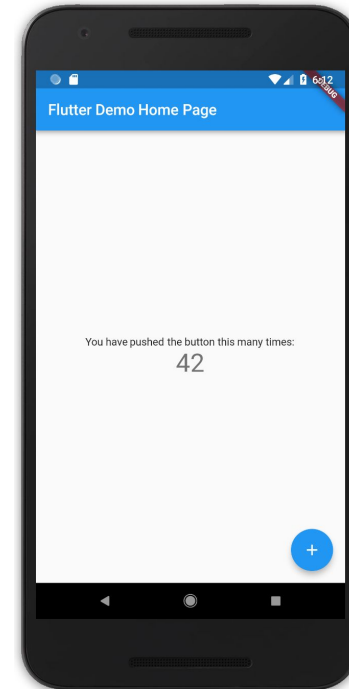 6:12
DEBUG
Flutter Demo Home Page
You have pushed the button this many times:
42
+